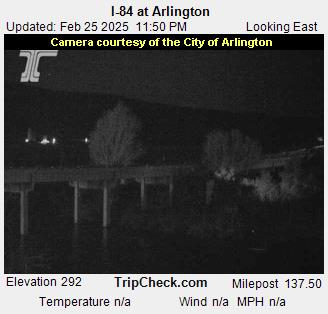 I-84 at Arlington
Updated: Feb 25 2025 11:50 PM Looking East
Camera courtesy of the City of Arlington
Elevation 292 TripCheck.com Milepost 137.50
Temperature n/a Wind n/a MPH n/a